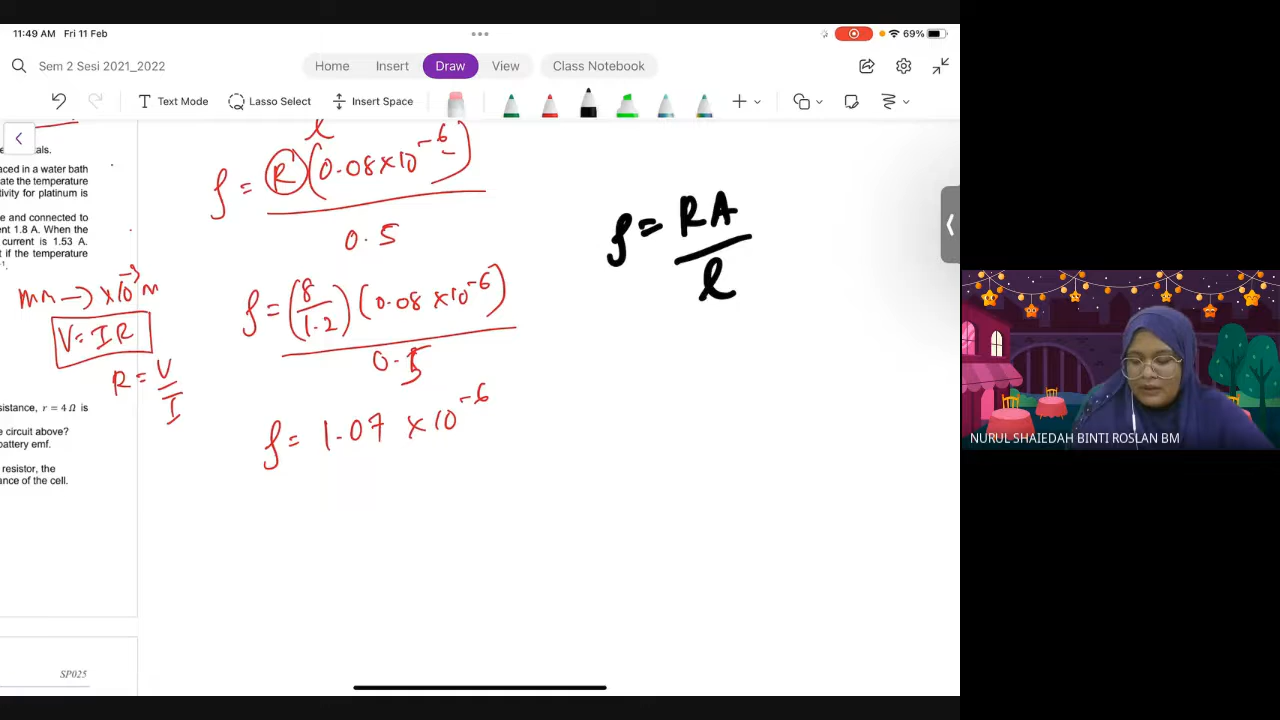 11:49 AM Fri 11 Feb
69%
Sem 2 Sesi 2021_2022
Home Insert Draw View Class Notebook
Text Mode Lasso Select Insert Space
als.
aced in a water bath
ate the temperature
tivity for platinum is
e and connected to
ent 1.8 A. When the
current is 1.53 A.
t if the temperature
mm → ×10⁻³ m
V = IR
R = V / I
sistance, r = 4 Ω is
e circuit above?
battery emf.
resistor, the
ance of the cell.
SP025
l
ρ = R (0.08 × 10⁻⁶) / 0.5
ρ = (8 / 1.2) (0.08 × 10⁻⁶) / 0.5
ρ = 1.07 × 10⁻⁶
ρ = RA / l
NURUL SHAIEDAH BINTI ROSLAN BM